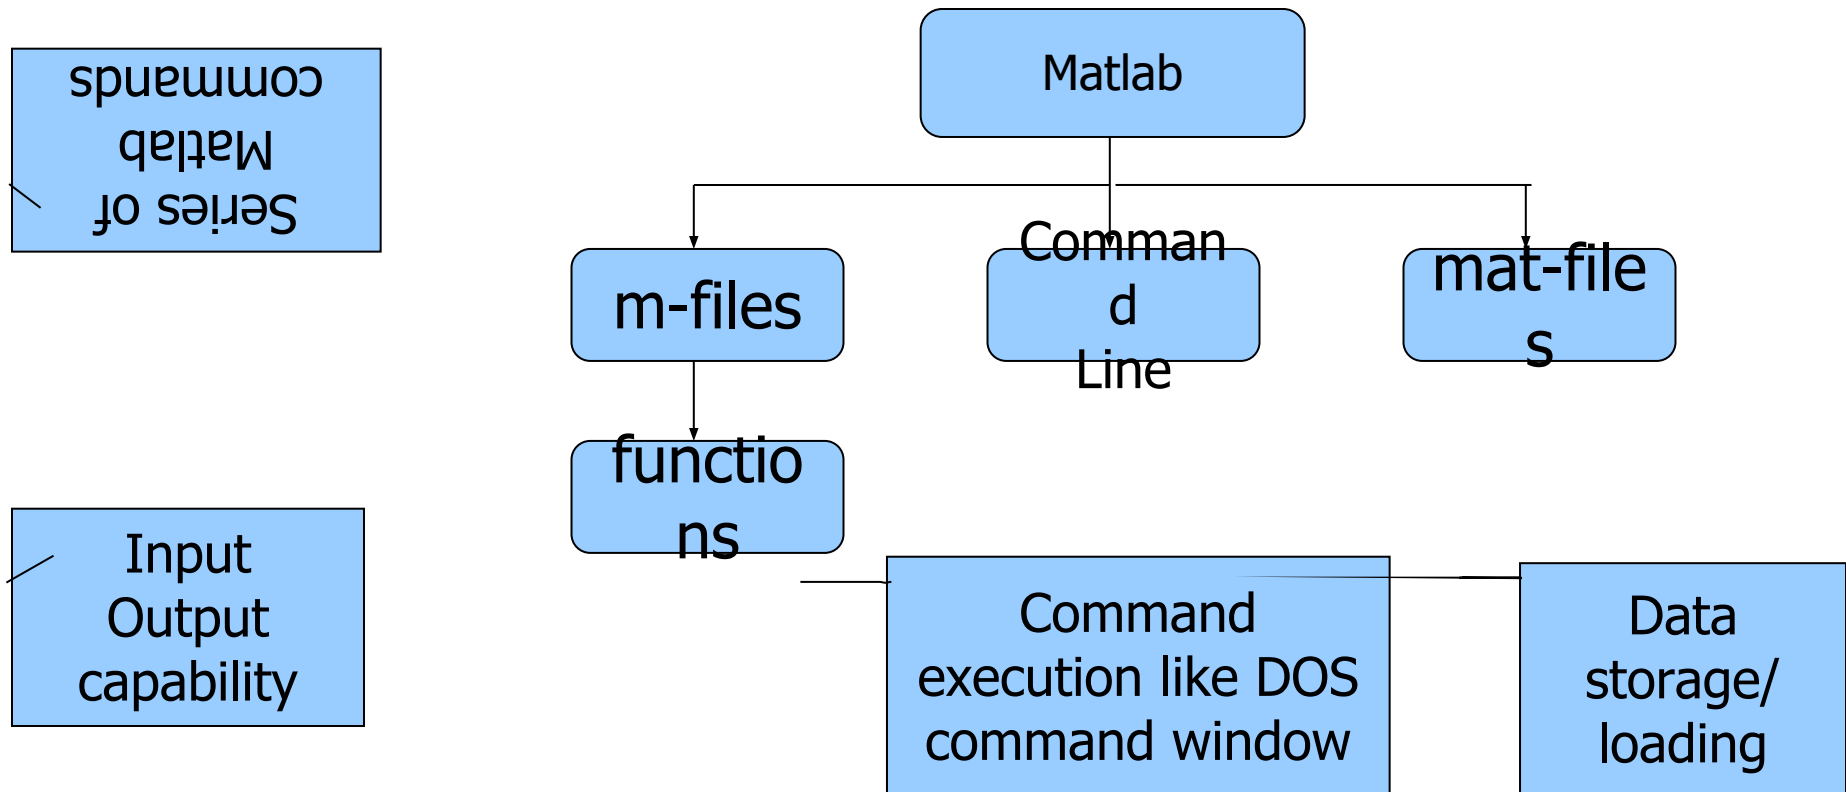 Matlab
Series of
Matlab
commands
m-files
Comman
d
Line
mat-file
s
functio
ns
Input
Output
capability
Command
execution like DOS
command window
Data
storage/
loading